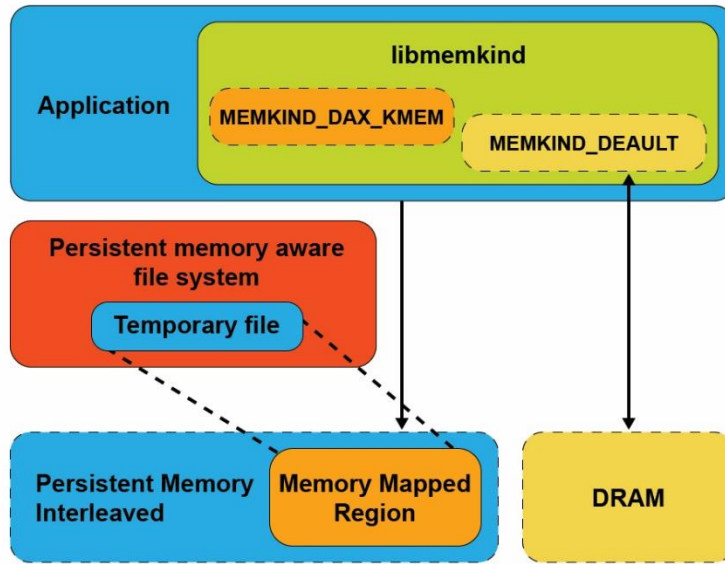 libmemkind
Application
MEMKIND_DAX_KMEM
MEMKIND_DEAULT
Persistent memory aware
file system
Temporary file
Persistent Memory
Interleaved
Memory Mapped
Region
DRAM